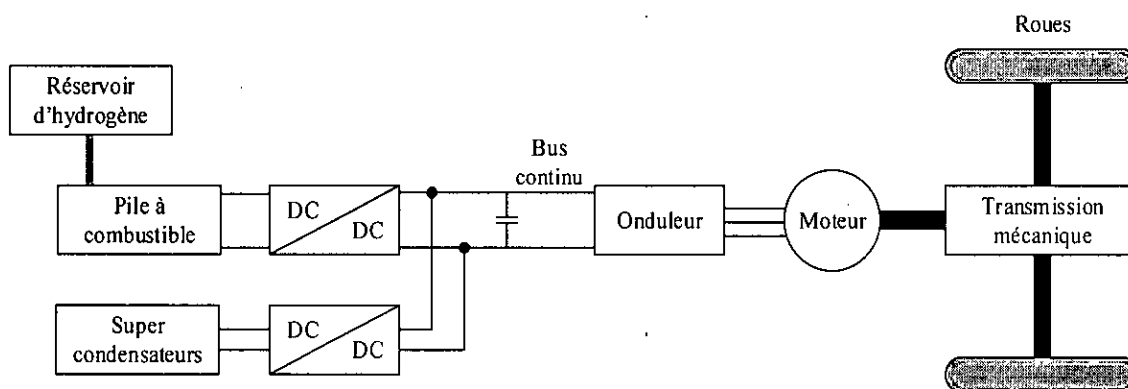 Roues
Réservoir
d'hydrogène
Bus
continu
Pile à
combustible
DC
DC
Onduleur
Moteur
Transmission
mécanique
Super
condensateurs
DC
DC